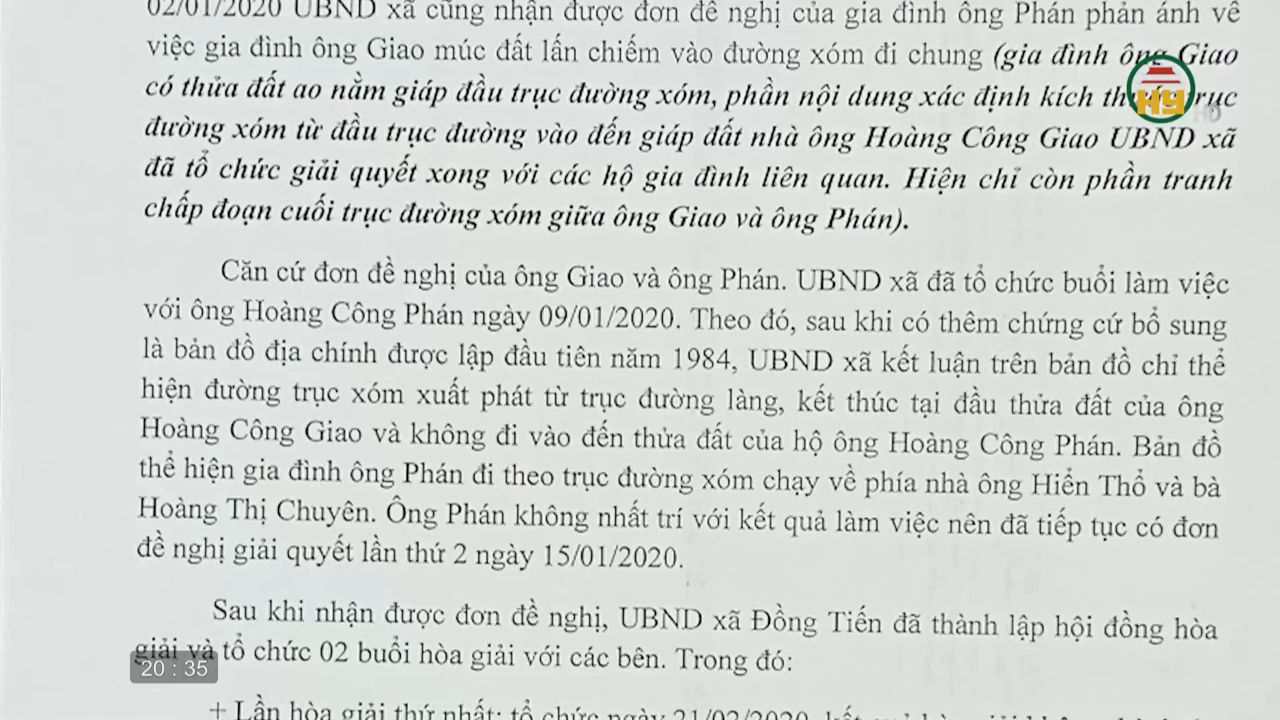 02/01/2020 UBND xã cũng nhận được đơn đề nghị của gia đình ông Phán phản ánh về
việc gia đình ông Giao múc đất lấn chiếm vào đường xóm đi chung (gia đình ông Giao
có thửa đất ao nằm giáp đầu trục đường xóm, phần nội dung xác định kích thước trục
đường xóm từ đầu trục đường vào đến giáp đất nhà ông Hoàng Công Giao UBND xã
đã tổ chức giải quyết xong với các hộ gia đình liên quan. Hiện chỉ còn phần tranh
chấp đoạn cuối trục đường xóm giữa ông Giao và ông Phán).
Căn cứ đơn đề nghị của ông Giao và ông Phán. UBND xã đã tổ chức buổi làm việc
với ông Hoàng Công Phán ngày 09/01/2020. Theo đó, sau khi có thêm chứng cứ bổ sung
là bản đồ địa chính được lập đầu tiên năm 1984, UBND xã kết luận trên bản đồ chỉ thể
hiện đường trục xóm xuất phát từ trục đường làng, kết thúc tại đầu thửa đất của ông
Hoàng Công Giao và không đi vào đến thửa đất của hộ ông Hoàng Công Phán. Bản đồ
thể hiện gia đình ông Phán đi theo trục đường xóm chạy về phía nhà ông Hiển Thổ và bà
Hoàng Thị Chuyên. Ông Phán không nhất trí với kết quả làm việc nên đã tiếp tục có đơn
đề nghị giải quyết lần thứ 2 ngày 15/01/2020.
Sau khi nhận được đơn đề nghị, UBND xã Đồng Tiến đã thành lập hội đồng hòa
giải và tổ chức 02 buổi hòa giải với các bên. Trong đó:
+ Lần hòa giải thứ nhất: tổ chức ngày 21/02/2020
HY
HD
20 : 35